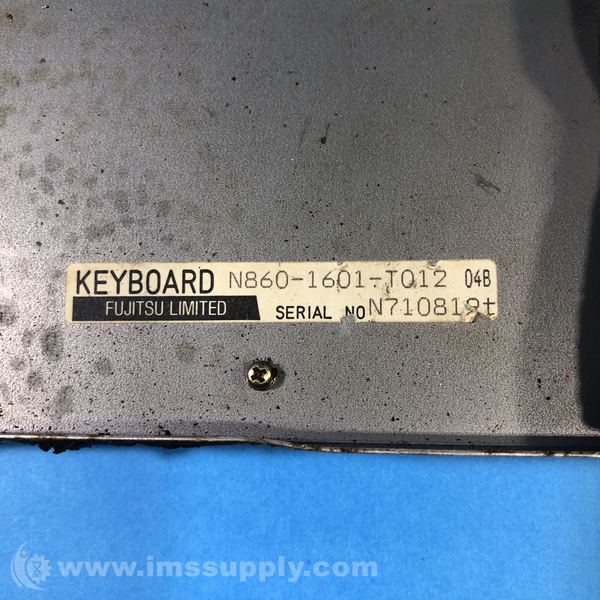 KEYBOARD N860-1601-T012 04B
FUJITSU LIMITED SERIAL NO N710819t
www.imssupply.com